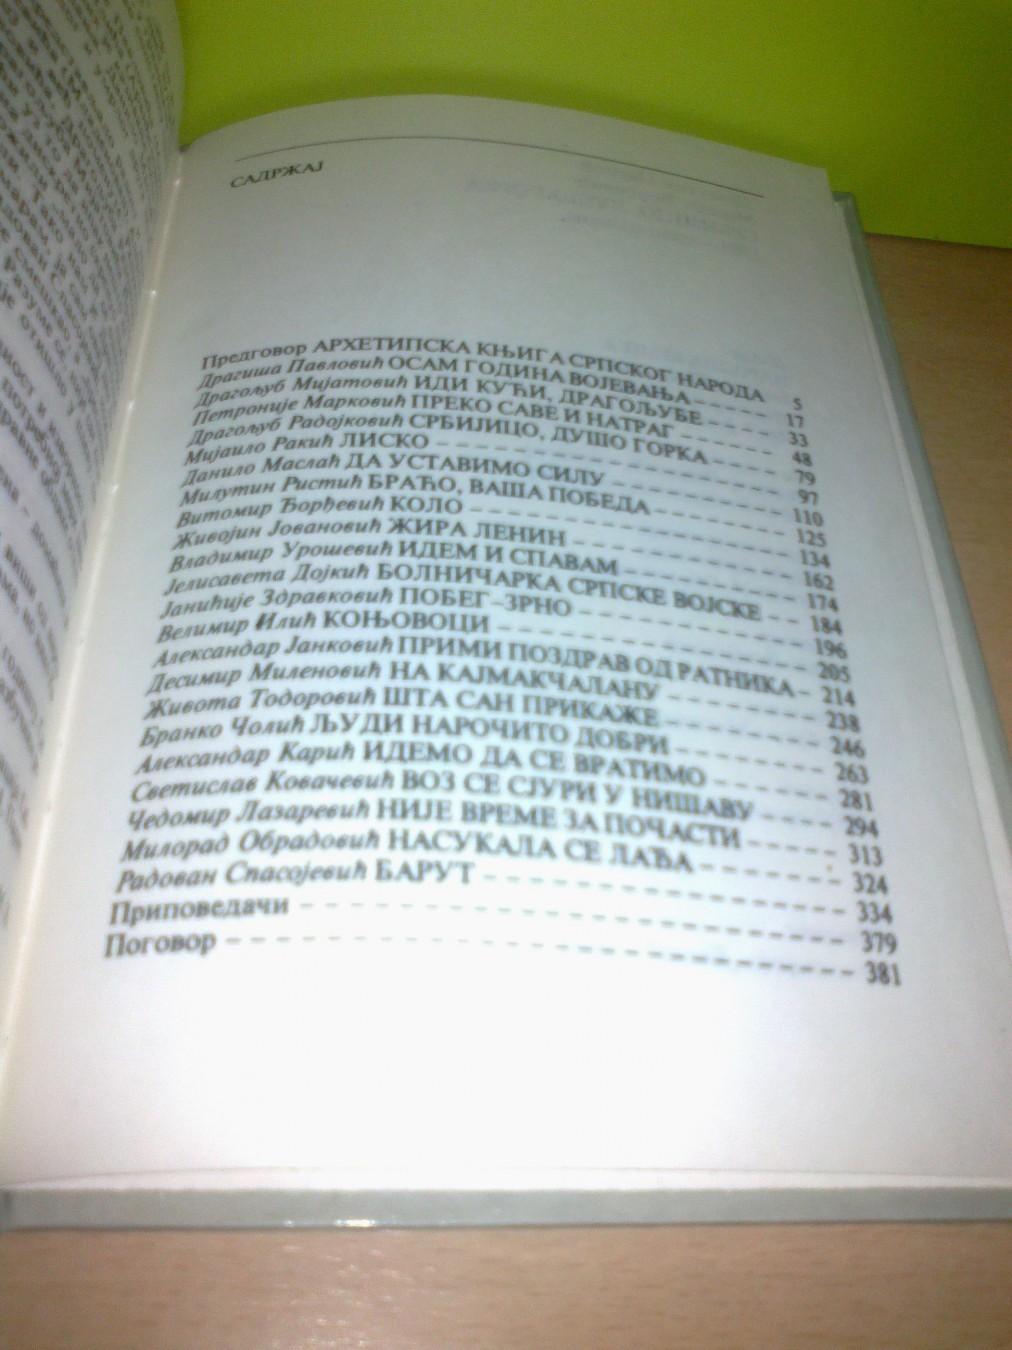 САДРЖАЈ
Предговор АРХЕТИПСКА КЊИГА СРПСКОГ НАРОДА 5
Драгиша Павловић ОСАМ ГОДИНА ВОЈЕВАЊА – – – – – 17
Драгољуб Мијатовић ИДИ КУЋИ, ДРАГОЉУБЕ – – – – – 33
Петроније Марковић ПРЕКО САВЕ И НАТРАГ – – – – – – 48
Драгољуб Радојковић СРБИЈИЦО, ДУШО ГОРКА – – – – – 79
Мијаило Ракић ЛИСКО – – – – – – – – – – – – – – – – 97
Данило Маслаћ ДА УСТАВИМО СИЛУ – – – – – – – – – 110
Милутин Ристић БРАЋО, ВАША ПОБЕДА – – – – – – – 125
Витомир Ђорђевић КОЛО – – – – – – – – – – – – – – – 134
Живојин Јовановић ЖИРА ЛЕНИН – – – – – – – – – – – 162
Владимир Урошевић ИДЕМ И СПАВАМ – – – – – – – – – 174
Јелисавета Дојкић БОЛНИЧАРКА СРПСКЕ ВОЈСКЕ – – – 184
Јанићије Здравковић ПОБЕГ–ЗРНО – – – – – – – – – – – 196
Велимир Илић КОЊОВОЦИ – – – – – – – – – – – – – – – 205
Александар Јанковић ПРИМИ ПОЗДРАВ ОД РАТНИКА – 214
Десимир Миленовић НА КАЈМАКЧАЛАНУ – – – – – – – – 238
Живота Тодоровић ШТА САН ПРИКАЖЕ – – – – – – – – 246
Бранко Чолић ЉУДИ НАРОЧИТО ДОБРИ – – – – – – – – 263
Александар Карић ИДЕМО ДА СЕ ВРАТИМО – – – – – – 281
Светислав Ковачевић ВОЗ СЕ СЈУРИ У НИШАВУ – – – – 294
Чедомир Лазаревић НИЈЕ ВРЕМЕ ЗА ПОЧАСТИ – – – – – 313
Милорад Обрадовић НАСУКАЛА СЕ ЛАЂА – – – – – – – 324
Радован Спасојевић БАРУТ – – – – – – – – – – – – – – – 334
Приповедачи – – – – – – – – – – – – – – – – – – – – – – 379
Поговор – – – – – – – – – – – – – – – – – – – – – – – – – 381